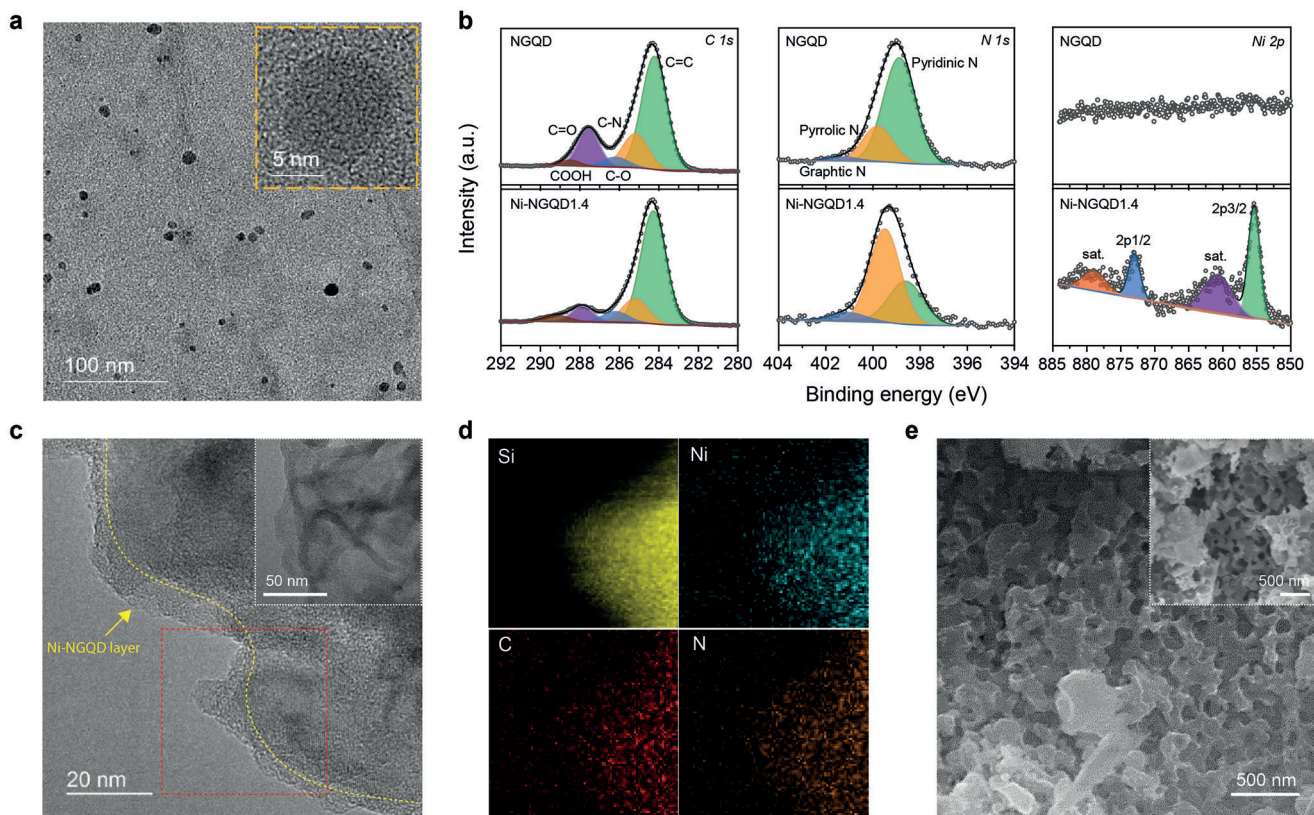 a
5 nm
100 nm
b
Intensity (a.u.)
NGQD
C 1s
C=C
C-N
C=O
COOH
C-O
Ni-NGQD1.4
292 290 288 286 284 282 280
NGQD
N 1s
Pyridinic N
Pyrrolic N
Graphtic N
Ni-NGQD1.4
404 402 400 398 396 394
NGQD
Ni 2p
Ni-NGQD1.4
2p3/2
2p1/2
sat.
sat.
885 880 875 870 865 860 855 850
Binding energy (eV)
c
50 nm
Ni-NGQD layer
20 nm
d
Si
Ni
C
N
e
500 nm
500 nm